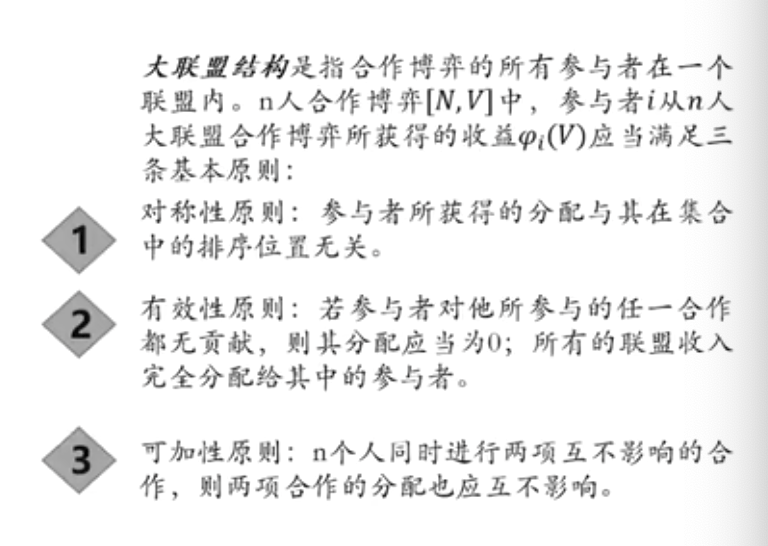 大联盟结构是指合作博弈的所有参与者在一个
联盟内。n人合作博弈[N,V]中，参与者i从n人
大联盟合作博弈所获得的收益φᵢ(V)应当满足三
条基本原则：
1
对称性原则：参与者所获得的分配与其在集合
中的排序位置无关。
2
有效性原则：若参与者对他所参与的任一合作
都无贡献，则其分配应当为0；所有的联盟收入
完全分配给其中的参与者。
3
可加性原则：n个人同时进行两项互不影响的合
作，则两项合作的分配也应互不影响。